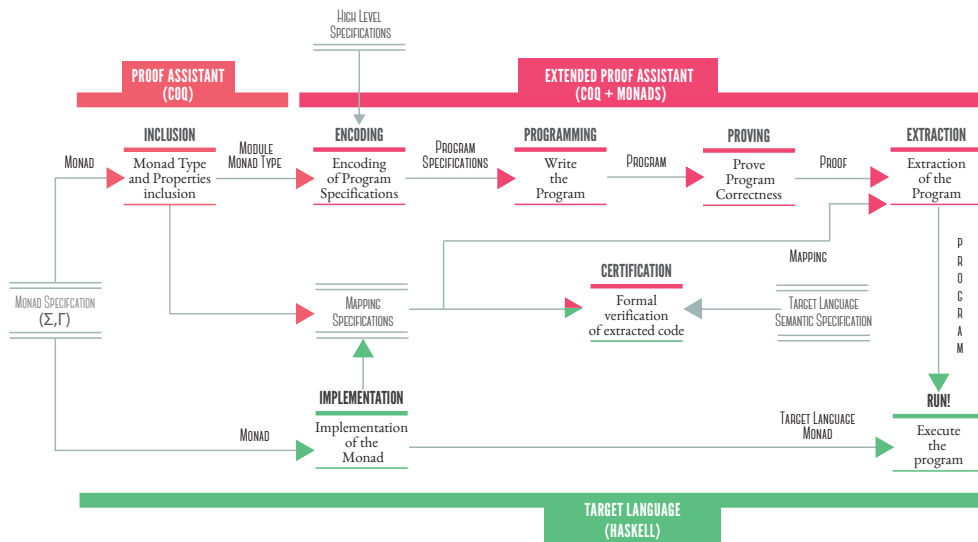 HIGH LEVEL
SPECIFICATIONS
PROOF ASSISTANT
(COQ)
EXTENDED PROOF ASSISTANT
(COQ + MONADS)
INCLUSION
Monad Type
and Properties
inclusion
ENCODING
Encoding
of Program
Specifications
PROGRAMMING
Write
the
Program
PROVING
Prove
Program
Correctness
EXTRACTION
Extraction
of the
Program
MONAD
MODULE
MONAD TYPE
PROGRAM
SPECIFICATIONS
PROGRAM
PROOF
MAPPING
PROGRAM
MONAD SPECIFCATION
(Σ,Γ)
MAPPING
SPECIFICATIONS
CERTIFICATION
Formal
verification
of extracted code
TARGET LANGUAGE
SEMANTIC SPECIFICATION
IMPLEMENTATION
Implementation
of the
Monad
MONAD
TARGET LANGUAGE
MONAD
RUN!
Execute
the
program
TARGET LANGUAGE
(HASKELL)